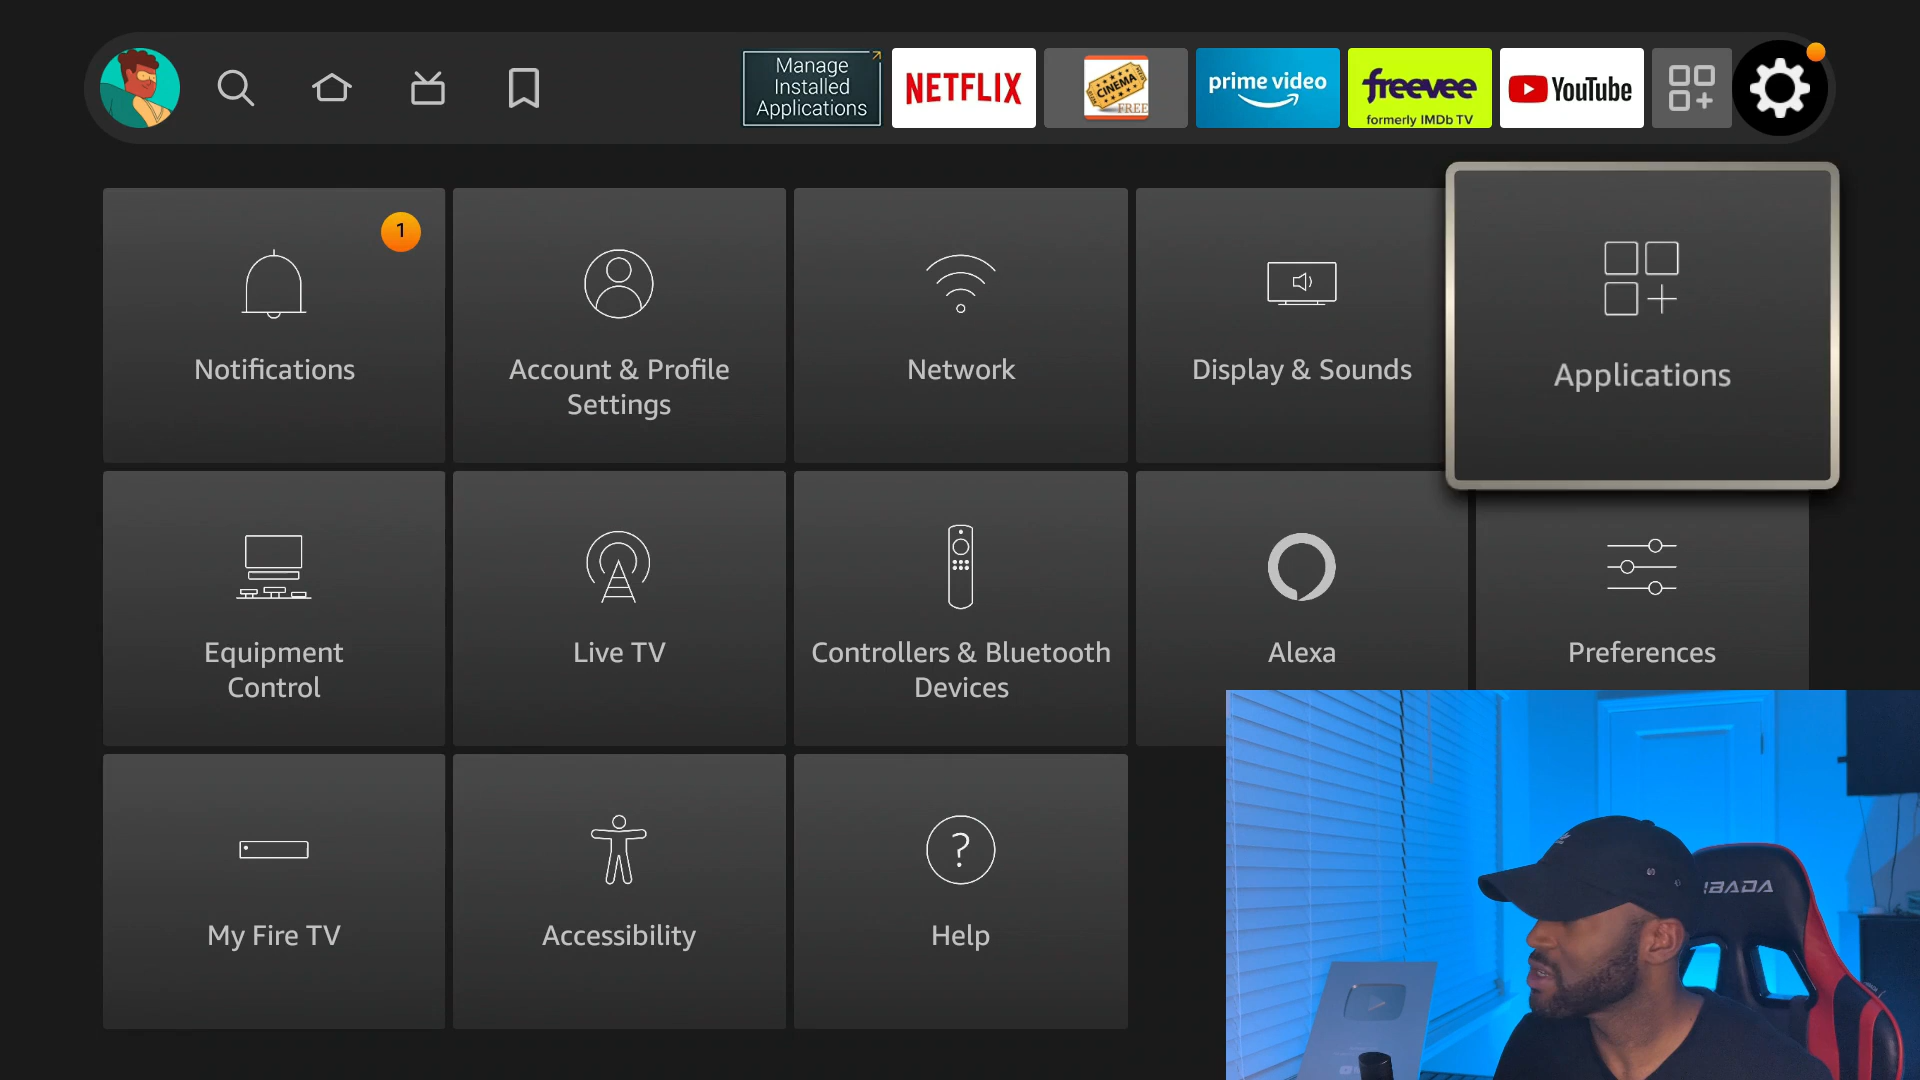 Manage
Installed
Applications
NETFLIX
CINEMA
FREE
prime video
freevee
formerly IMDb TV
YouTube
1
Notifications
Account & Profile
Settings
Network
Display & Sounds
Applications
Equipment
Control
Live TV
Controllers & Bluetooth
Devices
Alexa
Preferences
My Fire TV
Accessibility
?
Help